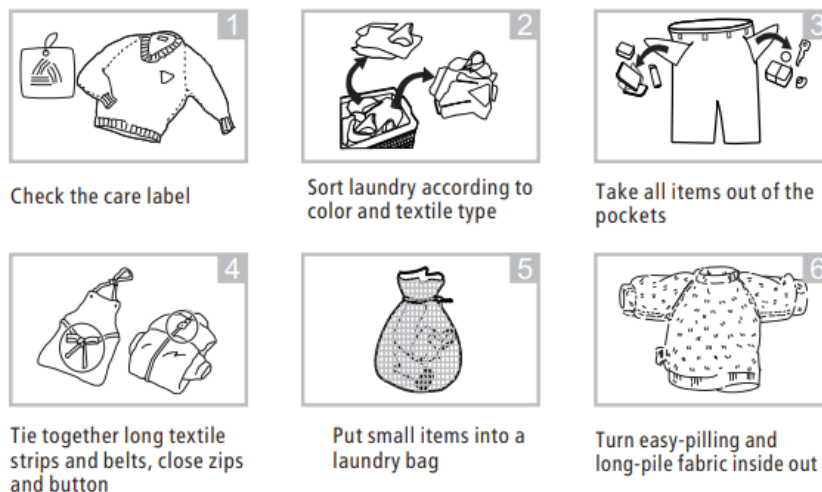 1
2
3
Check the care label
Sort laundry according to
color and textile type
Take all items out of the
pockets
4
5
6
Tie together long textile
strips and belts, close zips
and button
Put small items into a
laundry bag
Turn easy-pilling and
long-pile fabric inside out